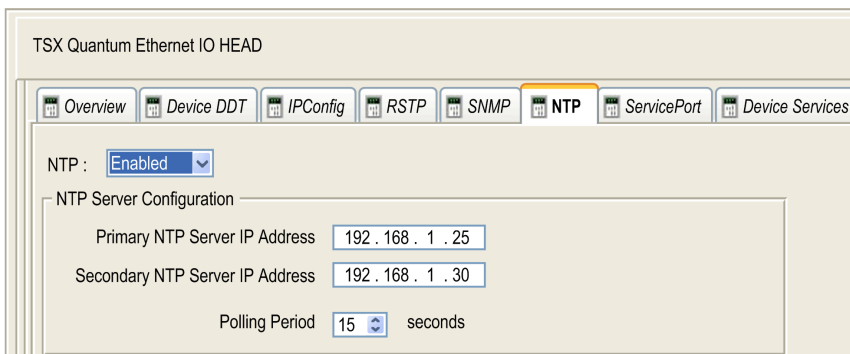 TSX Quantum Ethernet IO HEAD
Overview Device DDT IPConfig RSTP SNMP NTP ServicePort Device Services
NTP : Enabled
NTP Server Configuration
Primary NTP Server IP Address 192 . 168 . 1 . 25
Secondary NTP Server IP Address 192 . 168 . 1 . 30
Polling Period 15 seconds